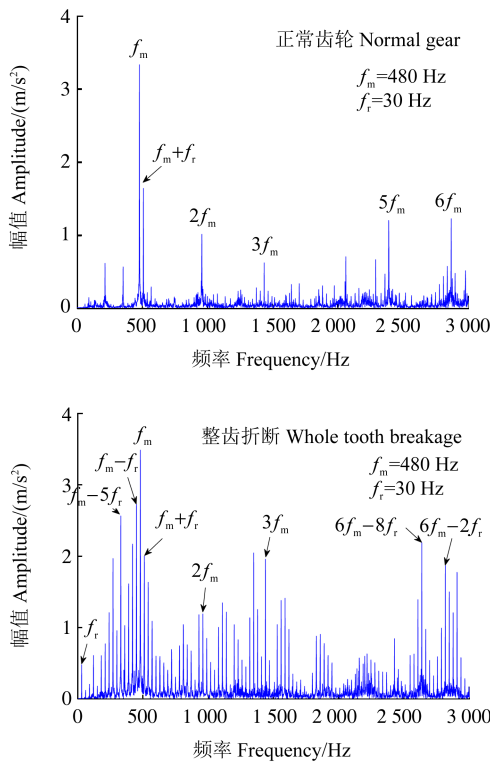 4
3
2
1
0
幅值 Amplitude/(m/s²)
fm
正常齿轮 Normal gear
fm=480 Hz
fr=30 Hz
fm+fr
2fm
3fm
5fm
6fm
0
500
1 000
1 500
2 000
2 500
3 000
频率 Frequency/Hz
4
3
2
1
0
幅值 Amplitude/(m/s²)
fm
整齿折断 Whole tooth breakage
fm=480 Hz
fr=30 Hz
fm−fr
fm−5fr
fm+fr
3fm
6fm−8fr
6fm−2fr
2fm
fr
0
500
1 000
1 500
2 000
2 500
3 000
频率 Frequency/Hz